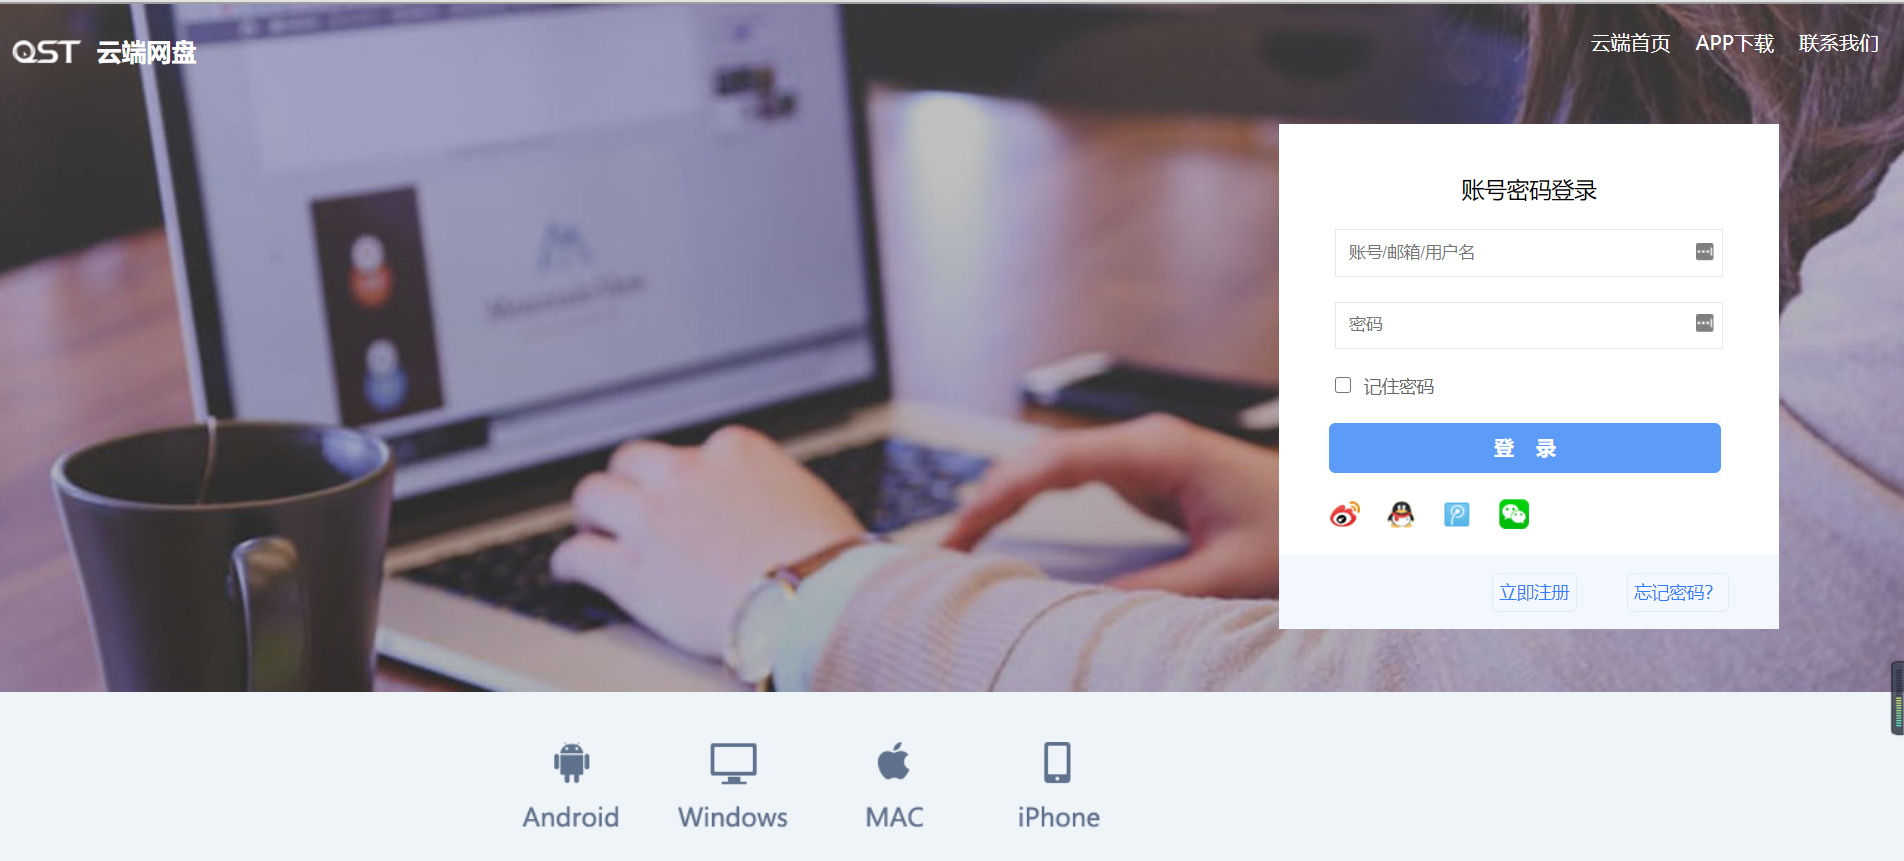 QST 云端网盘
云端首页 APP下载 联系我们
账号密码登录
账号/邮箱/用户名
密码
记住密码
登 录
立即注册 忘记密码?
Android Windows MAC iPhone